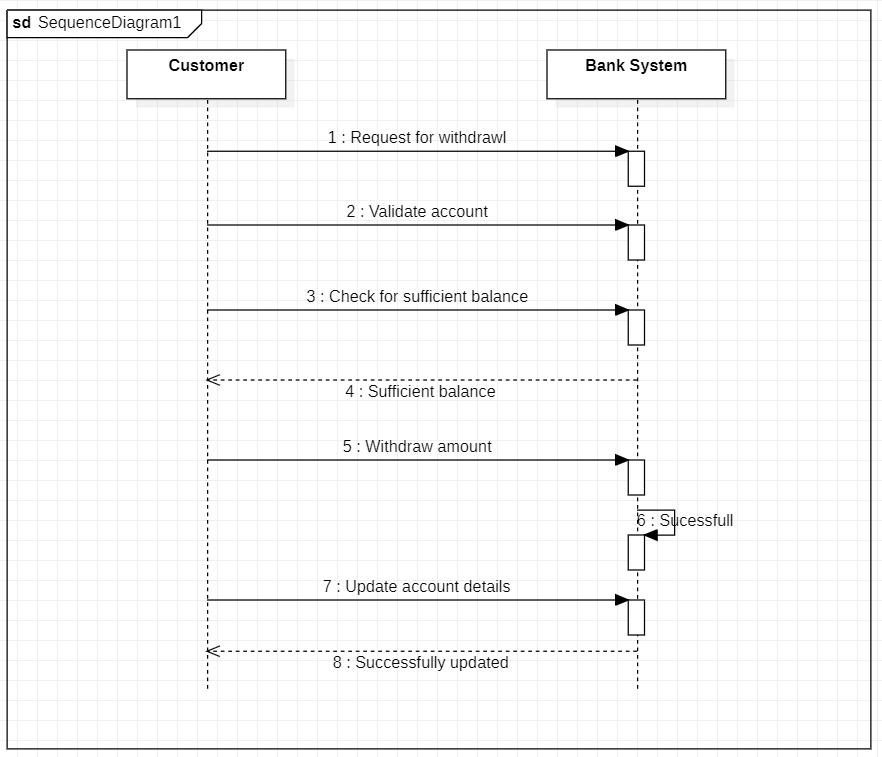 sd SequenceDiagram1
Customer
Bank System
1 : Request for withdrawl
2 : Validate account
3 : Check for sufficient balance
4 : Sufficient balance
5 : Withdraw amount
6 : Sucessfull
7 : Update account details
8 : Successfully updated